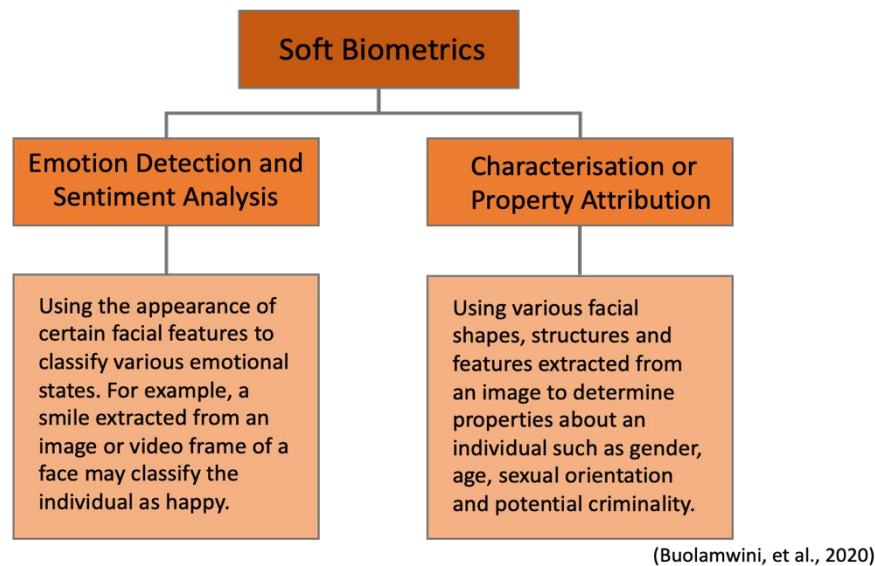 Soft Biometrics
Emotion Detection and
Sentiment Analysis
Using the appearance of
certain facial features to
classify various emotional
states. For example, a
smile extracted from an
image or video frame of a
face may classify the
individual as happy.
Characterisation or
Property Attribution
Using various facial
shapes, structures and
features extracted from
an image to determine
properties about an
individual such as gender,
age, sexual orientation
and potential criminality.
(Buolamwini, et al., 2020)